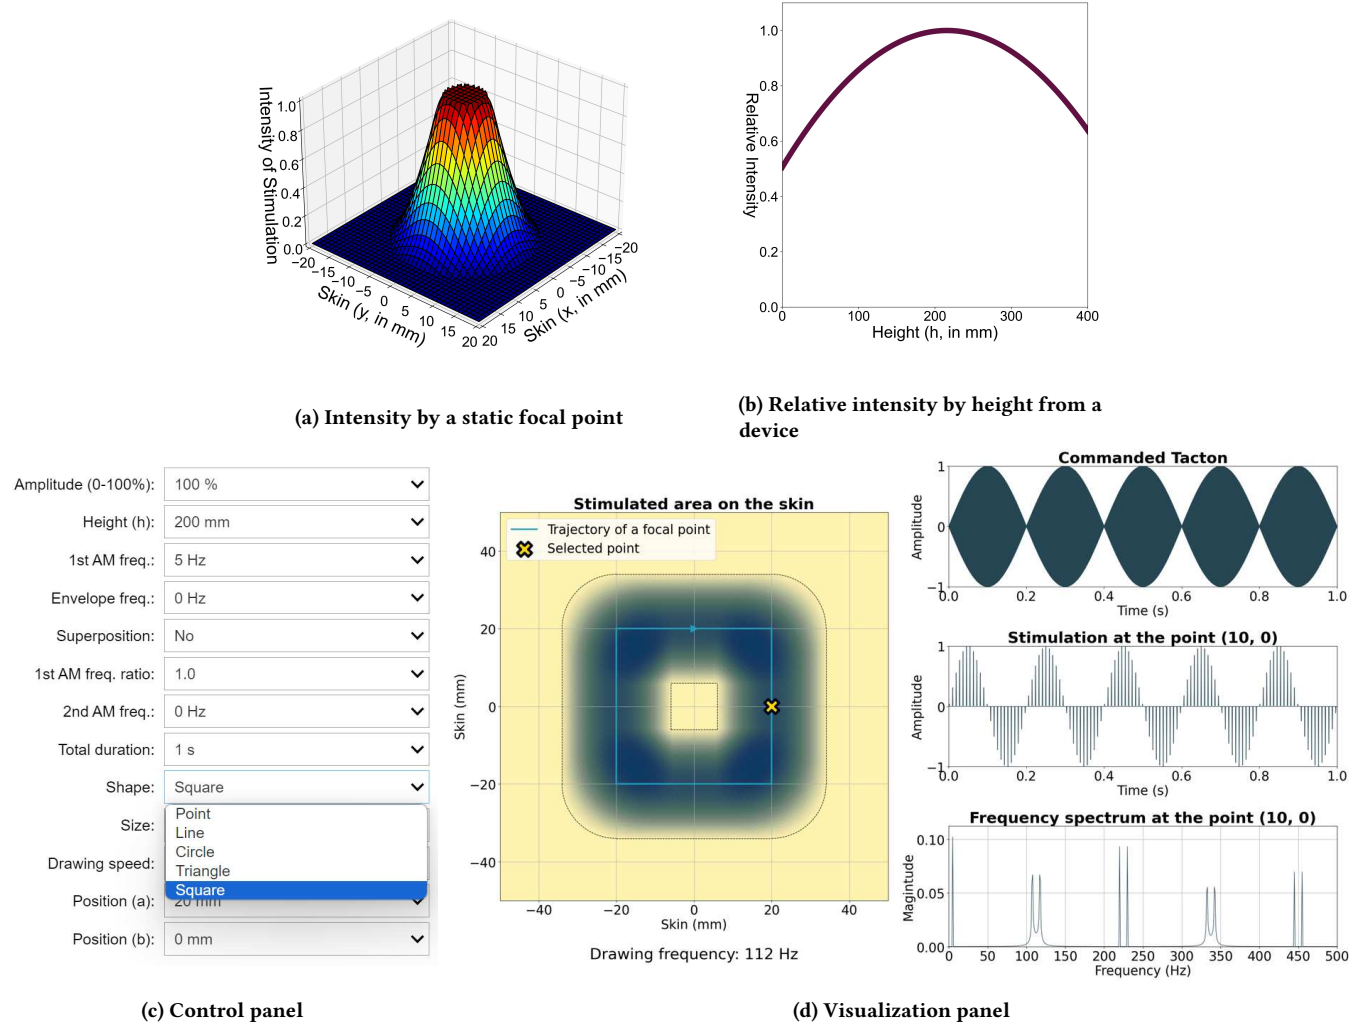 Intensity of Stimulation
1.0
0.8
0.6
0.4
0.2
0.0
−20
−15
−10
−5
0
5
10
15
20
Skin (y, in mm)
20
15
10
5
0
−5
−10
−15
−20
Skin (x, in mm)
(a) Intensity by a static focal point
Relative Intensity
1.0
0.8
0.6
0.4
0.2
0.0
0 100 200 300 400
Height (h, in mm)
(b) Relative intensity by height from a
device
Amplitude (0-100%): 100 %
Height (h): 200 mm
1st AM freq.: 5 Hz
Envelope freq.: 0 Hz
Superposition: No
1st AM freq. ratio: 1.0
2nd AM freq.: 0 Hz
Total duration: 1 s
Shape: Square
Point
Line
Circle
Triangle
Square
Size:
Drawing speed:
Position (a): 20 mm
Position (b): 0 mm
(c) Control panel
Stimulated area on the skin
Trajectory of a focal point
Selected point
Skin (mm)
40
20
0
−20
−40
−40 −20 0 20 40
Skin (mm)
Drawing frequency: 112 Hz
Commanded Tacton
Amplitude
1
0
−1
0.0 0.2 0.4 0.6 0.8 1.0
Time (s)
Stimulation at the point (10, 0)
Amplitude
1
0
−1
0.0 0.2 0.4 0.6 0.8 1.0
Time (s)
Frequency spectrum at the point (10, 0)
Magintude
0.10
0.05
0.00
0 50 100 150 200 250 300 350 400 450 500
Frequency (Hz)
(d) Visualization panel